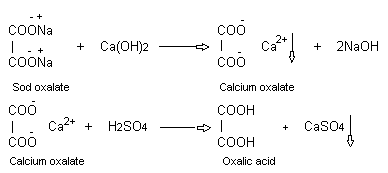 - +
COONa
- +
COONa + Ca(OH)2
Sod oxalate
-
COO
-
COO Ca2+ + 2NaOH
Calcium oxalate
-
COO
-
COO Ca2+ + H2SO4
Calcium oxalate
COOH
COOH + CaSO4
Oxalic acid